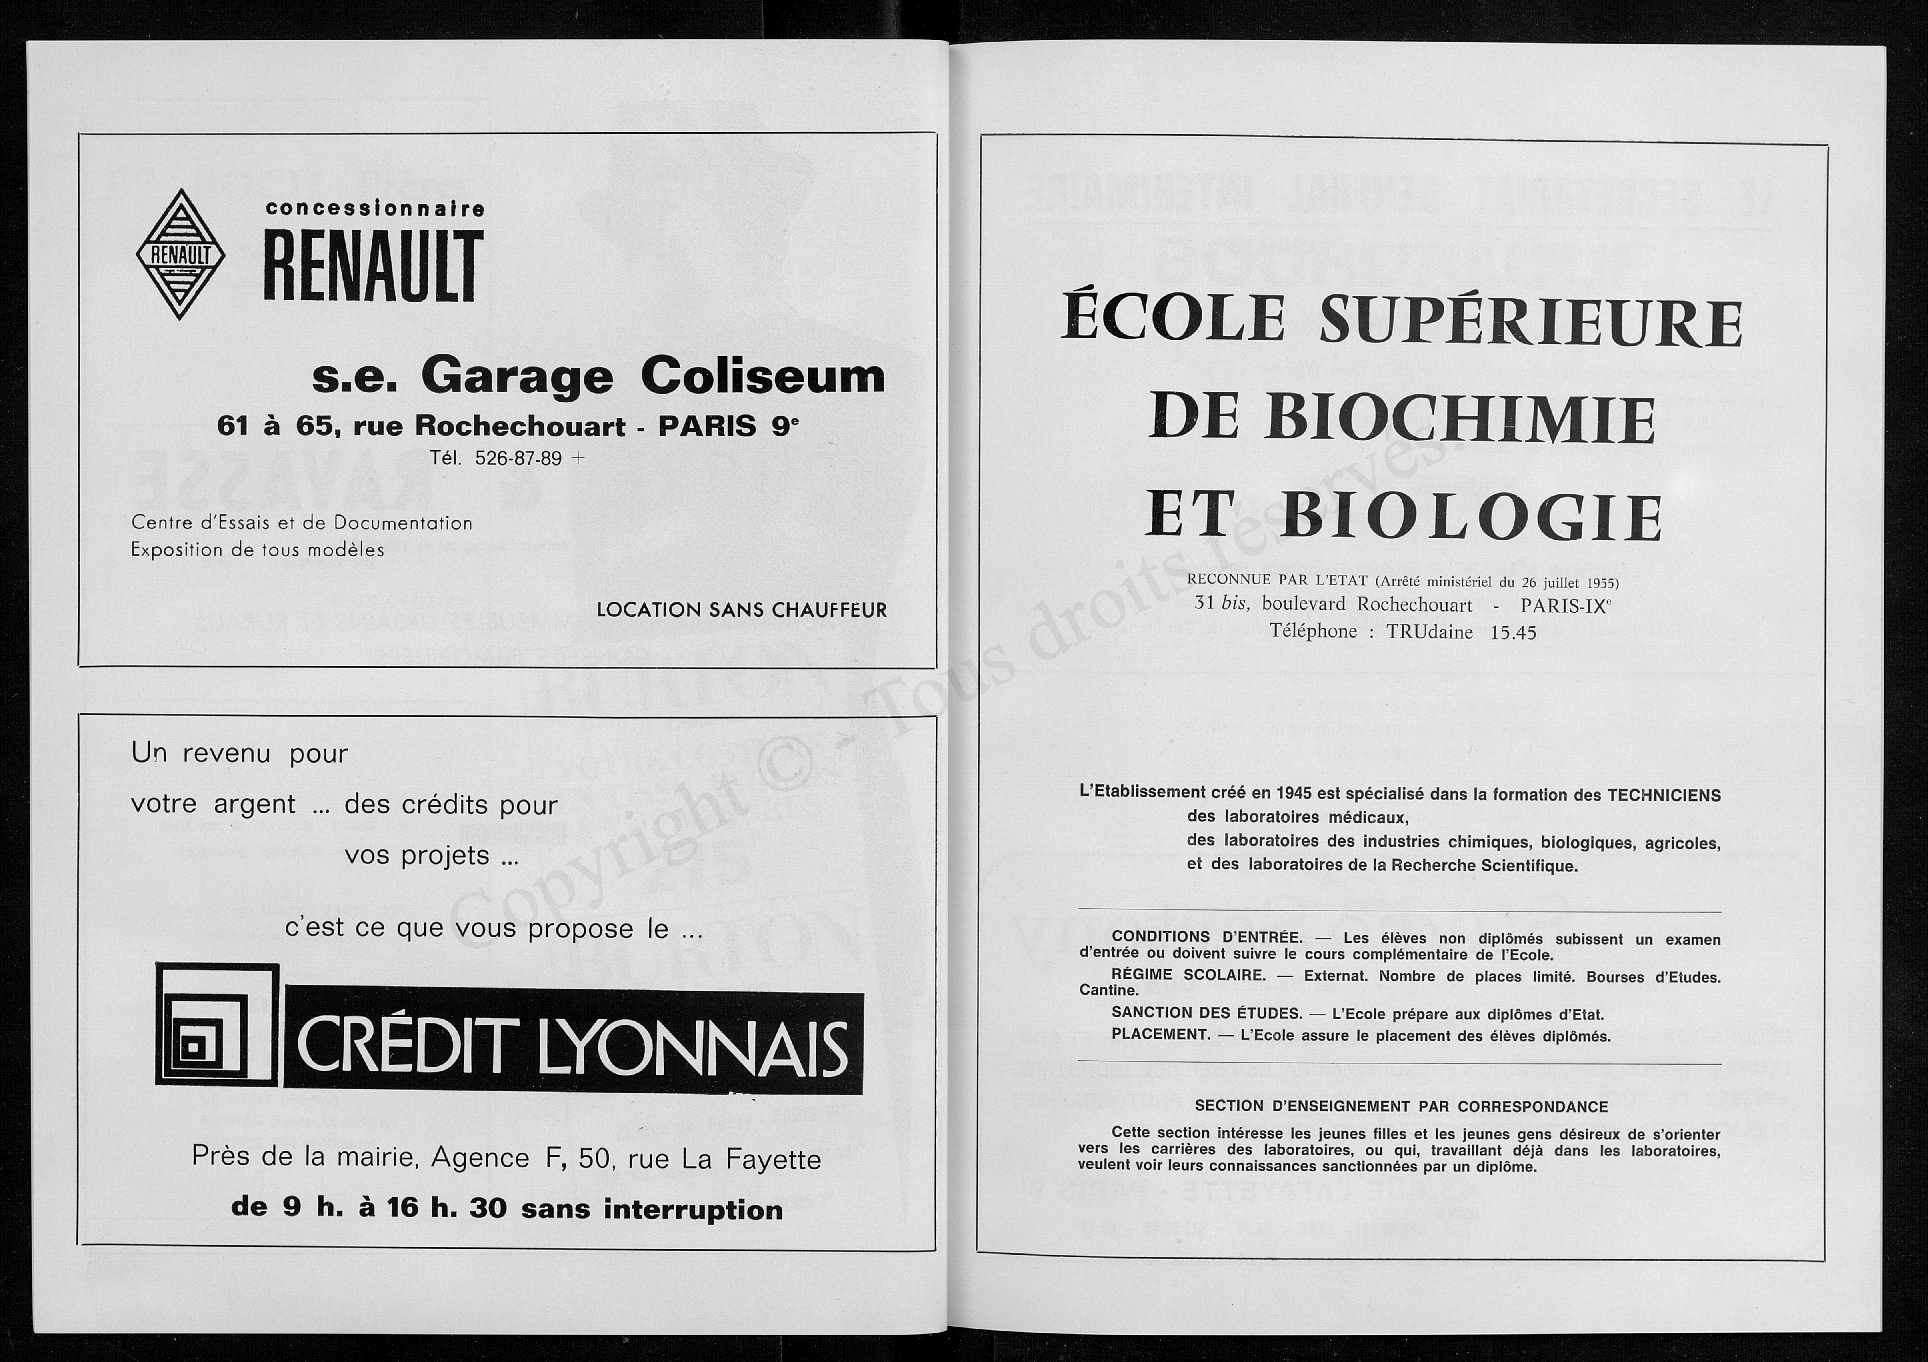 concessionnaire
RENAULT
RENAULT
s.e. Garage Coliseum
61 à 65, rue Rochechouart - PARIS 9e
Tél. 526-87-89 +
Centre d'Essais et de Documentation
Exposition de tous modèles
LOCATION SANS CHAUFFEUR
Un revenu pour
votre argent ... des crédits pour
vos projets ...
c'est ce que vous propose le ...
CRÉDIT LYONNAIS
Près de la mairie, Agence F, 50, rue La Fayette
de 9 h. à 16 h. 30 sans interruption
ÉCOLE SUPÉRIEURE
DE BIOCHIMIE
ET BIOLOGIE
RECONNUE PAR L'ETAT (Arrêté ministériel du 26 juillet 1955)
31 bis, boulevard Rochechouart - PARIS-IXe
Téléphone : TRUdaine 15.45
L'Etablissement créé en 1945 est spécialisé dans la formation des TECHNICIENS
des laboratoires médicaux,
des laboratoires des industries chimiques, biologiques, agricoles,
et des laboratoires de la Recherche Scientifique.
CONDITIONS D'ENTRÉE. — Les élèves non diplômés subissent un examen
d'entrée ou doivent suivre le cours complémentaire de l'Ecole.
RÉGIME SCOLAIRE. — Externat. Nombre de places limité. Bourses d'Etudes.
Cantine.
SANCTION DES ÉTUDES. — L'Ecole prépare aux diplômes d'Etat.
PLACEMENT. — L'Ecole assure le placement des élèves diplômés.
SECTION D'ENSEIGNEMENT PAR CORRESPONDANCE
Cette section intéresse les jeunes filles et les jeunes gens désireux de s'orienter
vers les carrières des laboratoires, ou qui, travaillant déjà dans les laboratoires,
veulent voir leurs connaissances sanctionnées par un diplôme.
Copyright © - Tous droits réservés.